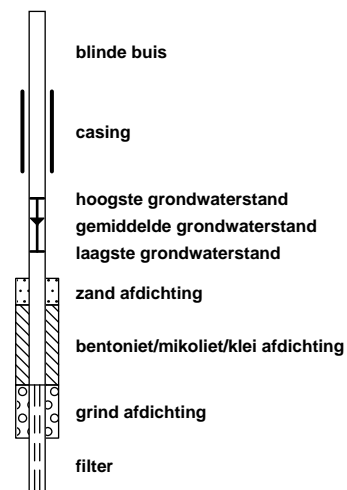 blinde buis
casing
hoogste grondwaterstand
gemiddelde grondwaterstand
laagste grondwaterstand
zand afdichting
bentoniet/mikoliet/klei afdichting
grind afdichting
filter